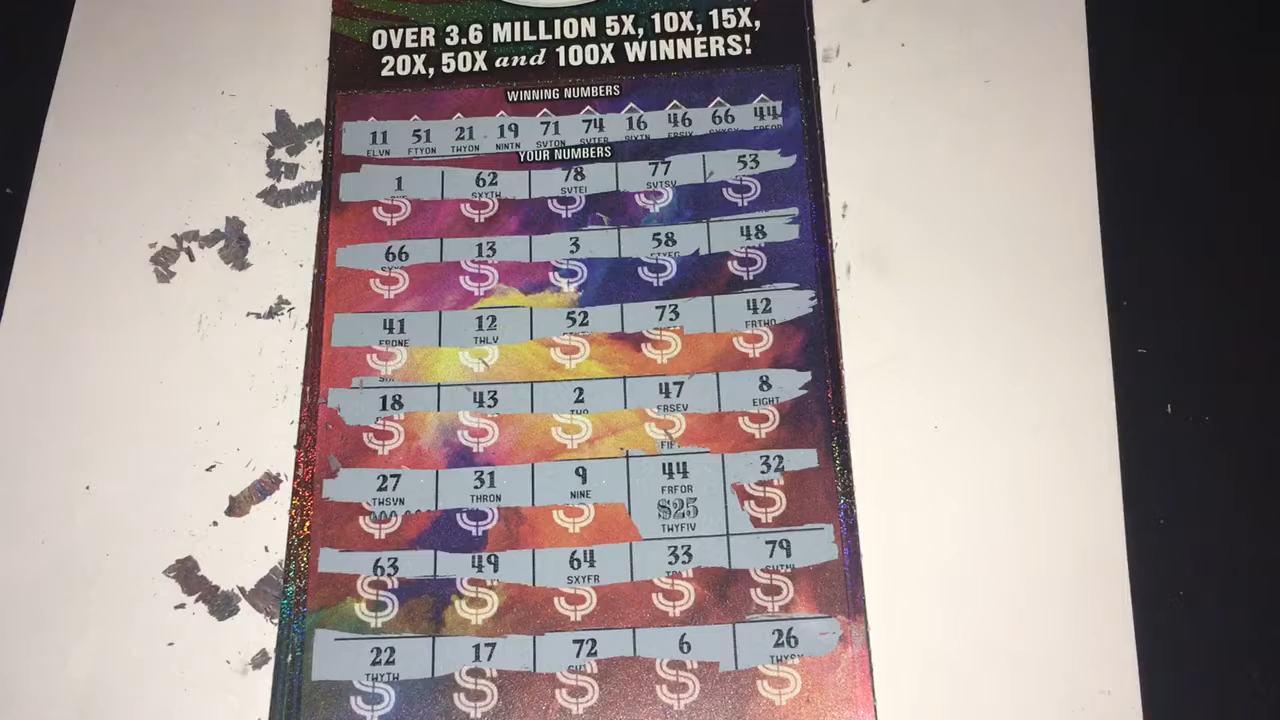 OVER 3.6 MILLION 5X, 10X, 15X,
20X, 50X and 100X WINNERS!
WINNING NUMBERS
11 51 21 19 71 74 16 46 66 44
ELVN FTYON TWYON NINTN SVTON SVTFR SIXTN FRSIX FRFOR
YOUR NUMBERS
1 62 78 77 53
SXYTH SVTEI SVTSV
66 13 3 58 48
41 12 52 73 42
FRONE THLV FRTHO
18 43 2 47 8
TWO FRSEV EIGHT
27 31 9 44 32
THSVN THRON NINE FRFOR
$25
TWYFIV
63 49 64 33 79
SXYFR
22 17 72 6 26
TWYTH TWYSX